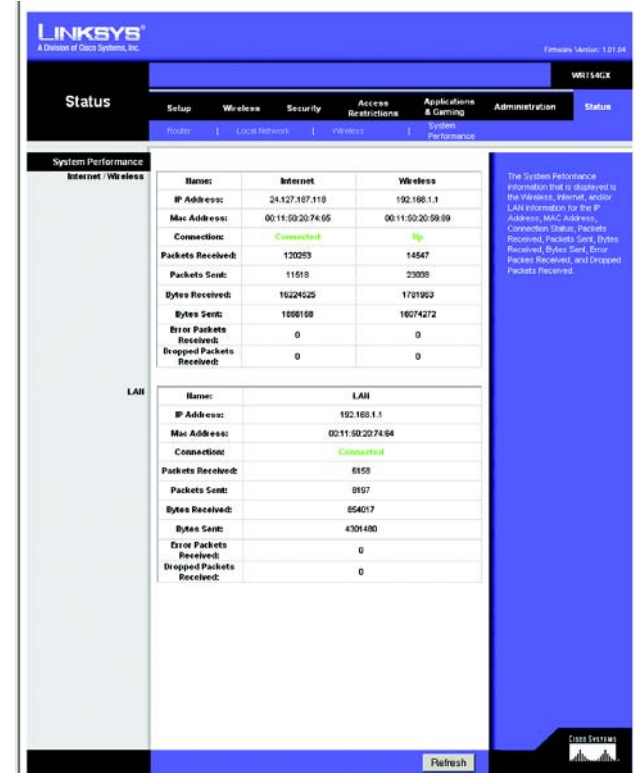 LINKSYS®
A Division of Cisco Systems, Inc.
Firmware Version: 1.01.04
WRT54GX
Status
Setup Wireless Security Access Restrictions Applications & Gaming Administration Status
Router | Local Network | Wireless | System Performance
System Performance
Internet / Wireless
Name: Internet Wireless
IP Address: 24.127.187.118 192.168.1.1
Mac Address: 00:11:50:20:74:65 00:11:50:20:59:89
Connection: Connected Up
Packets Received: 120253 14547
Packets Sent: 11518 23038
Bytes Received: 16224525 1781953
Bytes Sent: 1666168 16074272
Error Packets Received: 0 0
Dropped Packets Received: 0 0
The System Performance
information that is displayed is
the Wireless, Internet, and/or
LAN information for the IP
Address, MAC Address,
Connection Status, Packets
Received, Packets Sent, Bytes
Received, Bytes Sent, Error
Packes Received, and Dropped
Packets Received.
LAN
Name: LAN
IP Address: 192.168.1.1
Mac Address: 00:11:50:20:74:64
Connection: Connected
Packets Received: 6158
Packets Sent: 8197
Bytes Received: 854017
Bytes Sent: 4301480
Error Packets Received: 0
Dropped Packets Received: 0
Cisco Systems
Refresh